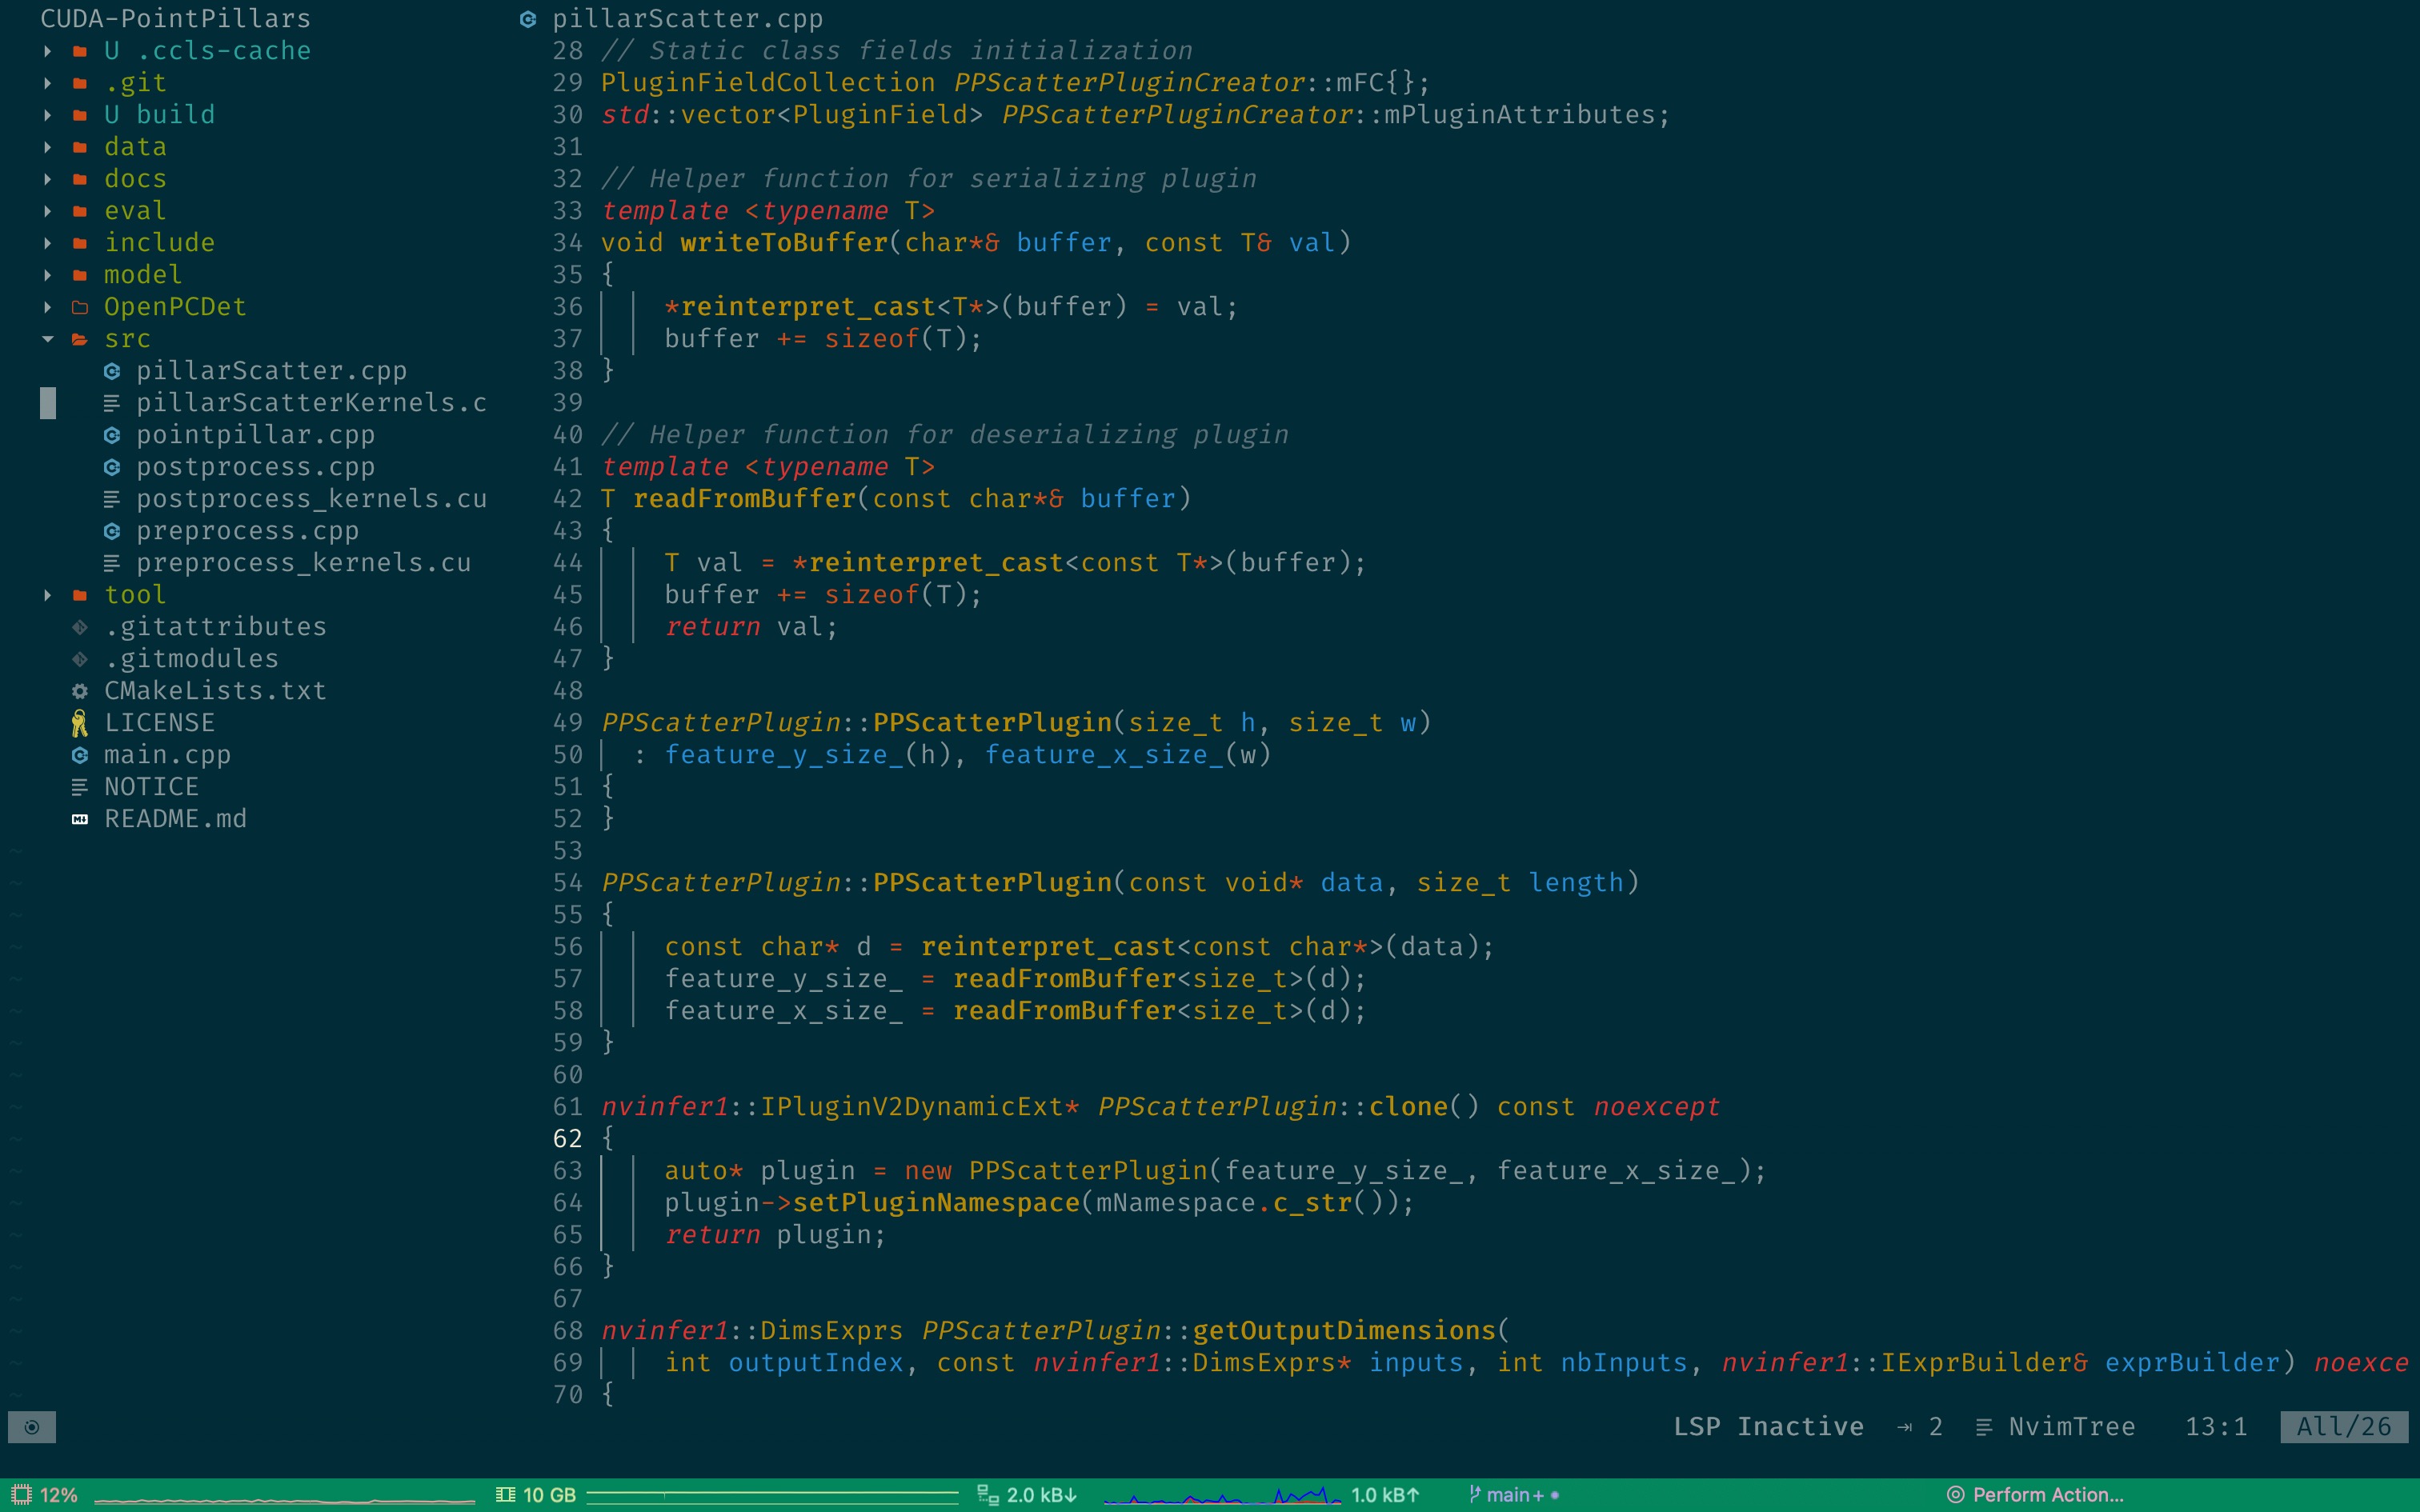 CUDA-PointPillars
U .ccls-cache
.git
U build
data
docs
eval
include
model
OpenPCDet
src
pillarScatter.cpp
pillarScatterKernels.c
pointpillar.cpp
postprocess.cpp
postprocess_kernels.cu
preprocess.cpp
preprocess_kernels.cu
tool
.gitattributes
.gitmodules
CMakeLists.txt
LICENSE
main.cpp
NOTICE
README.md
pillarScatter.cpp
28 // Static class fields initialization
29 PluginFieldCollection PPScatterPluginCreator::mFC{};
30 std::vector<PluginField> PPScatterPluginCreator::mPluginAttributes;
31
32 // Helper function for serializing plugin
33 template <typename T>
34 void writeToBuffer(char*& buffer, const T& val)
35 {
36     *reinterpret_cast<T*>(buffer) = val;
37     buffer += sizeof(T);
38 }
39
40 // Helper function for deserializing plugin
41 template <typename T>
42 T readFromBuffer(const char*& buffer)
43 {
44     T val = *reinterpret_cast<const T*>(buffer);
45     buffer += sizeof(T);
46     return val;
47 }
48
49 PPScatterPlugin::PPScatterPlugin(size_t h, size_t w)
50   : feature_y_size_(h), feature_x_size_(w)
51 {
52 }
53
54 PPScatterPlugin::PPScatterPlugin(const void* data, size_t length)
55 {
56     const char* d = reinterpret_cast<const char*>(data);
57     feature_y_size_ = readFromBuffer<size_t>(d);
58     feature_x_size_ = readFromBuffer<size_t>(d);
59 }
60
61 nvinfer1::IPluginV2DynamicExt* PPScatterPlugin::clone() const noexcept
62 {
63     auto* plugin = new PPScatterPlugin(feature_y_size_, feature_x_size_);
64     plugin->setPluginNamespace(mNamespace.c_str());
65     return plugin;
66 }
67
68 nvinfer1::DimsExprs PPScatterPlugin::getOutputDimensions(
69     int outputIndex, const nvinfer1::DimsExprs* inputs, int nbInputs, nvinfer1::IExprBuilder& exprBuilder) noexce
70 {
LSP Inactive ⇥ 2 NvimTree 13:1 All/26
12% 10 GB 2.0 kB↓ 1.0 kB↑ main+ • Perform Action...